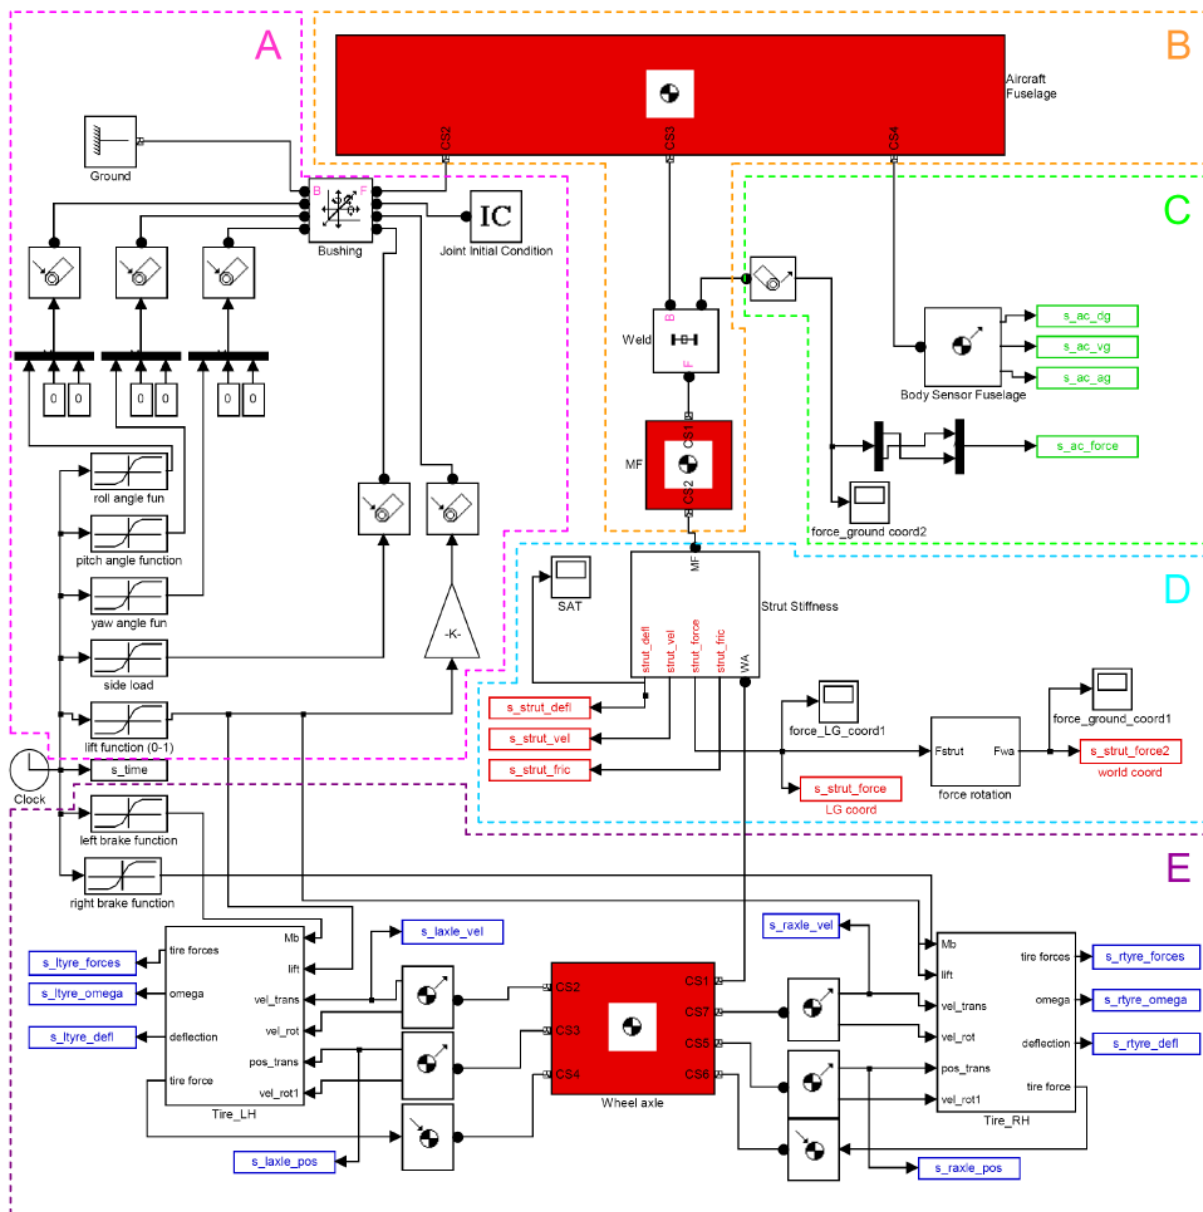 A
B
Aircraft
Fuselage
CS2
CS3
CS4
Ground
B
F
Bushing
IC
Joint Initial Condition
C
Weld
B
F
s_ac_dg
s_ac_vg
s_ac_ag
Body Sensor Fuselage
0
0
0
0
0
0
MF
CS1
CS2
s_ac_force
force_ground coord2
roll angle fun
pitch angle function
yaw angle fun
side load
lift function (0-1)
-K-
D
SAT
MF
Strut Stiffness
strut_defl
strut_vel
strut_force
strut_fric
WA
s_strut_defl
s_strut_vel
s_strut_fric
force_LG_coord1
force_ground_coord1
Fstrut
Fwa
force rotation
s_strut_force2
world coord
s_strut_force
LG coord
Clock
s_time
left brake function
right brake function
E
s_ltyre_forces
s_ltyre_omega
s_ltyre_defl
tire forces
omega
deflection
tire force
Mb
lift
vel_trans
vel_rot
pos_trans
vel_rot1
Tire_LH
s_laxle_vel
s_laxle_pos
CS2
CS3
CS4
CS1
CS7
CS5
CS6
Wheel axle
s_raxle_vel
s_raxle_pos
Mb
lift
vel_trans
vel_rot
pos_trans
vel_rot1
tire forces
omega
deflection
tire force
Tire_RH
s_rtyre_forces
s_rtyre_omega
s_rtyre_defl